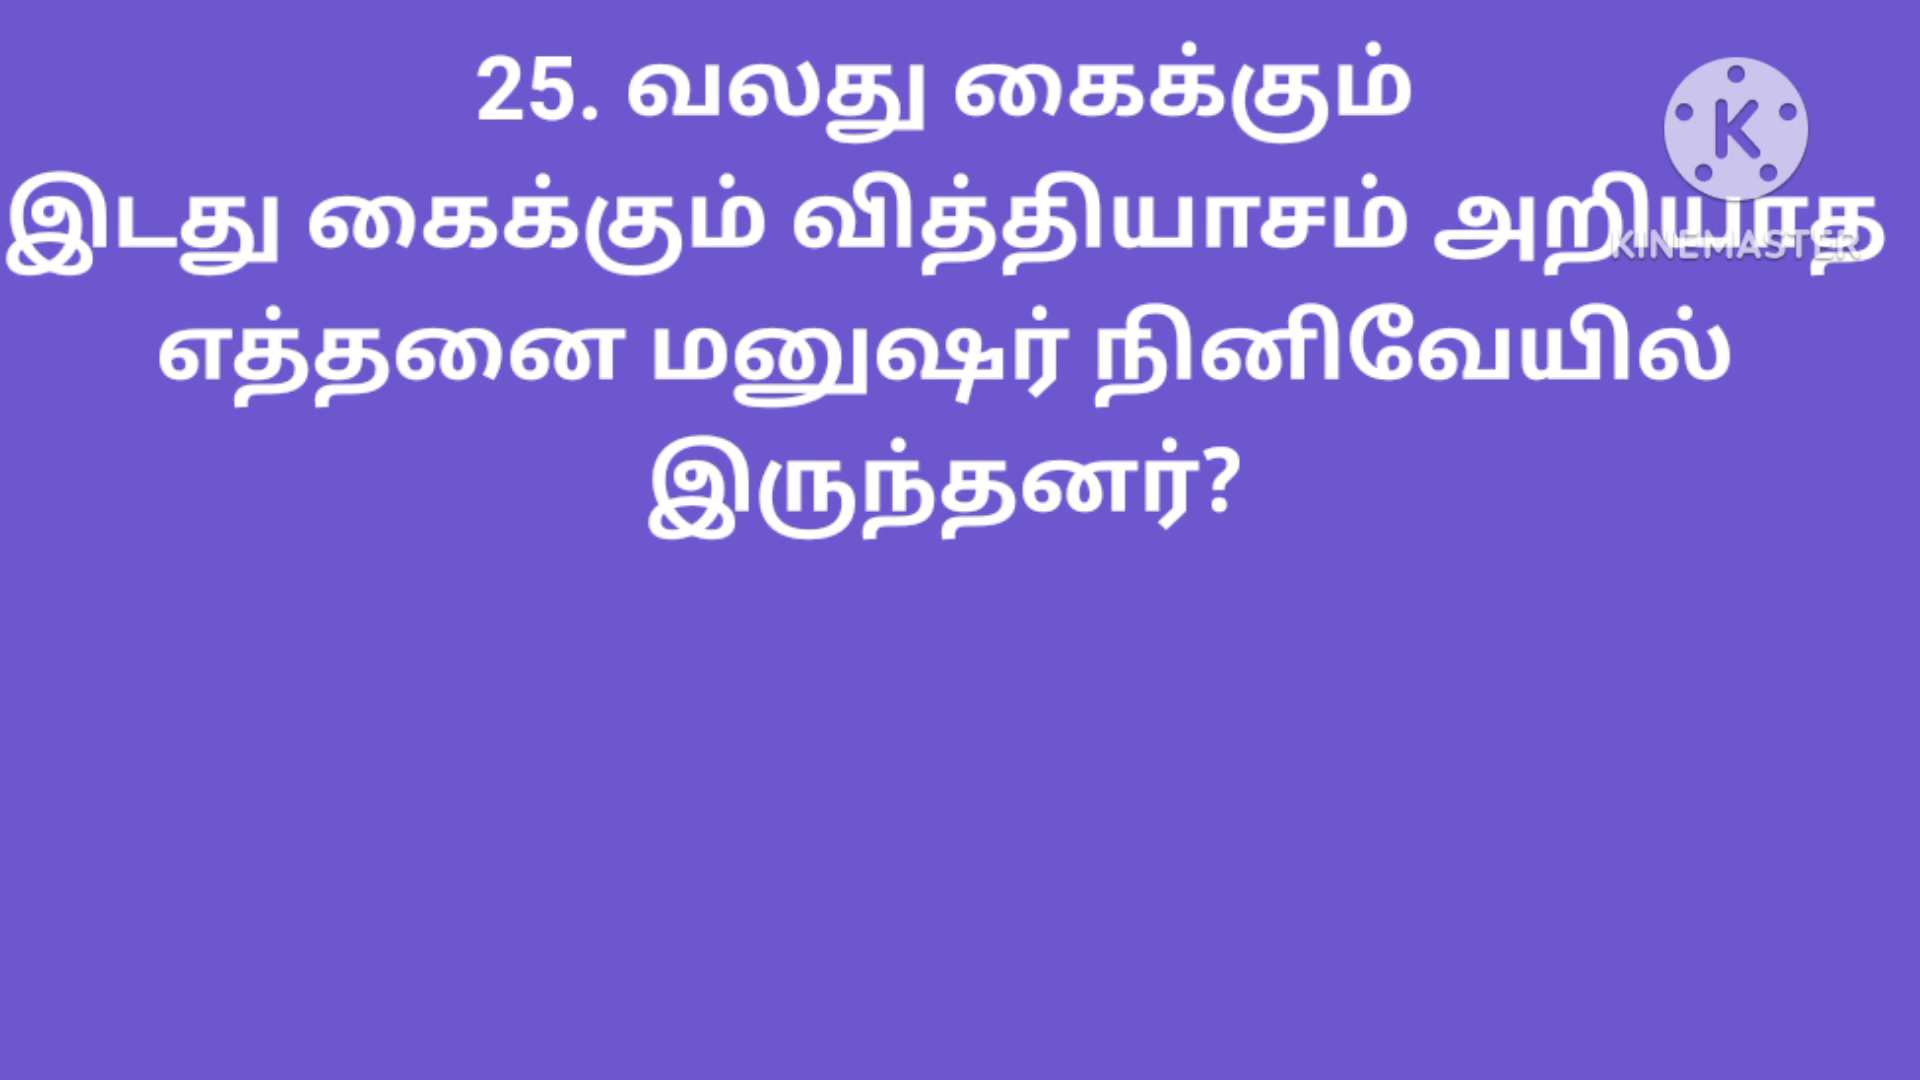 25. வலது கைக்கும்
இடது கைக்கும் வித்தியாசம் அறியாத
எத்தனை மனுஷர் நினிவேயில்
இருந்தனர்?
K
KINEMASTER